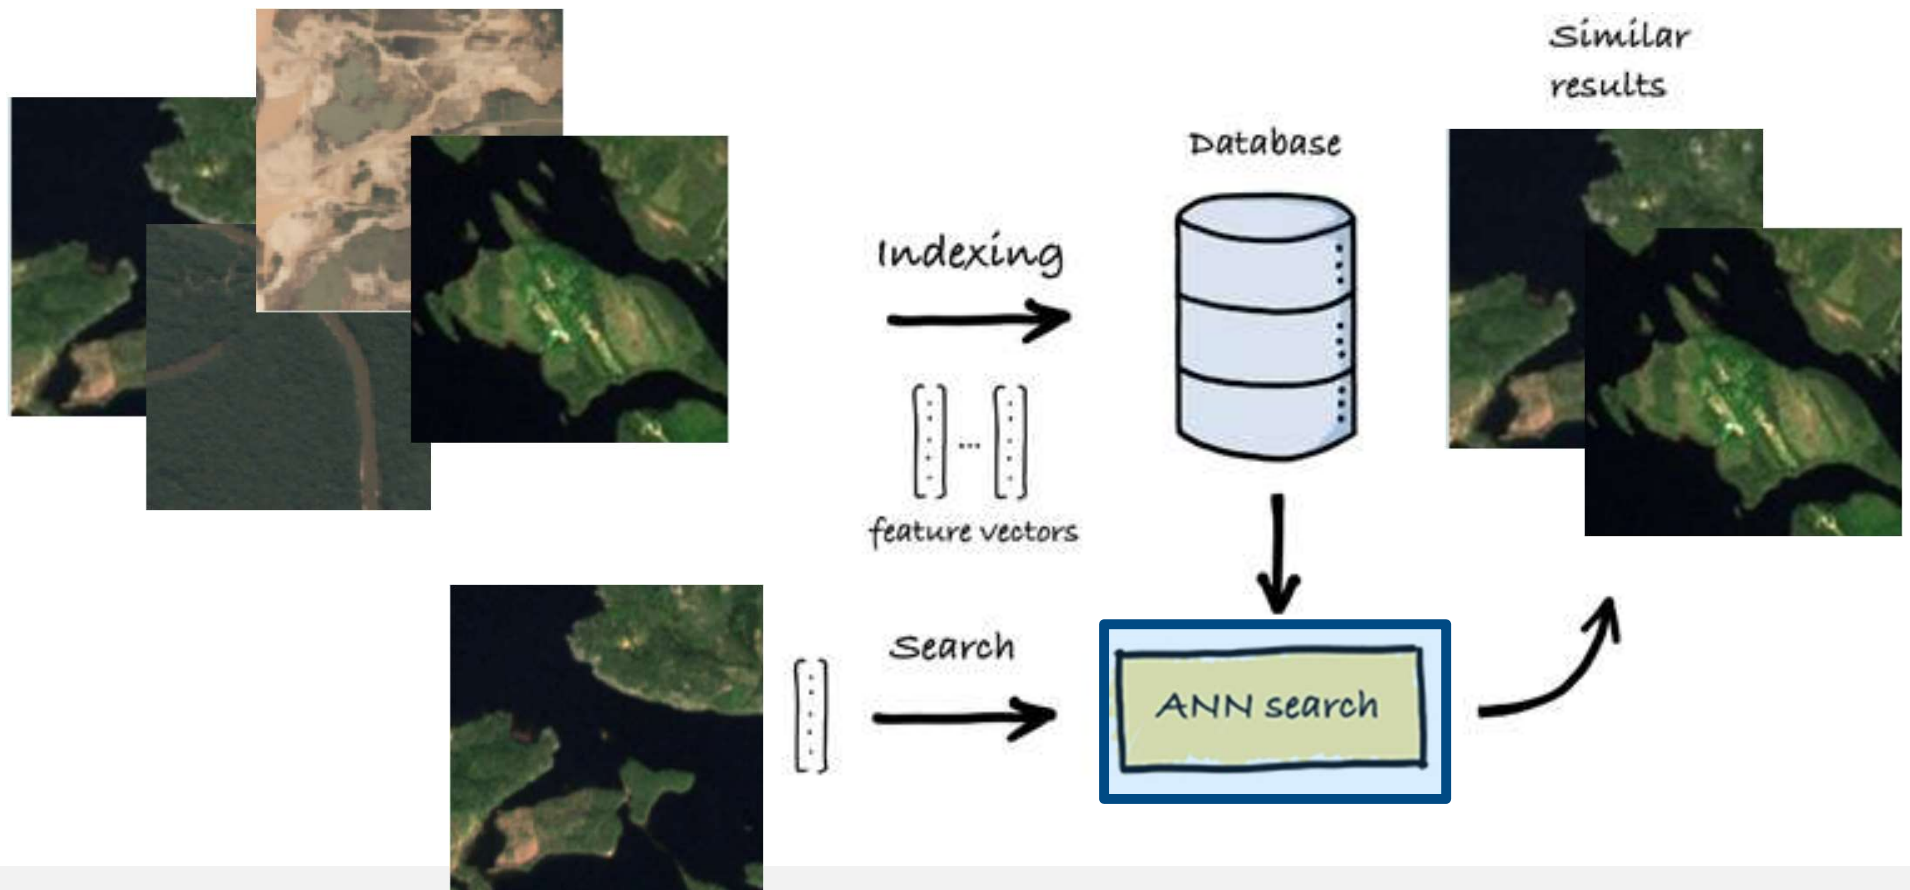 Similar
results
Database
Indexing
...
feature vectors
Search
ANN search